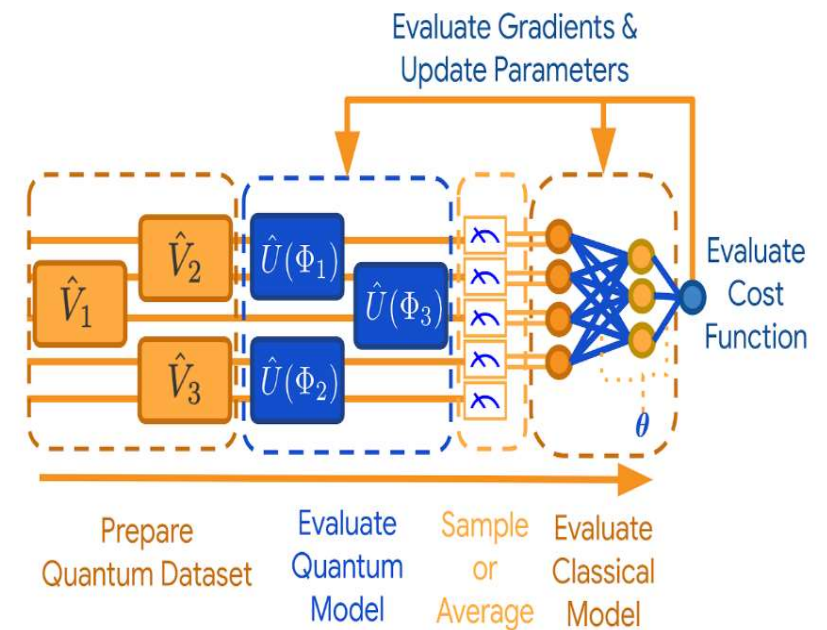 Evaluate Gradients &
Update Parameters
V̂₁
V̂₂
V̂₃
Û(Φ₁)
Û(Φ₂)
Û(Φ₃)
Evaluate
Cost
Function
θ
Prepare
Quantum Dataset
Evaluate
Quantum
Model
Sample
or
Average
Evaluate
Classical
Model